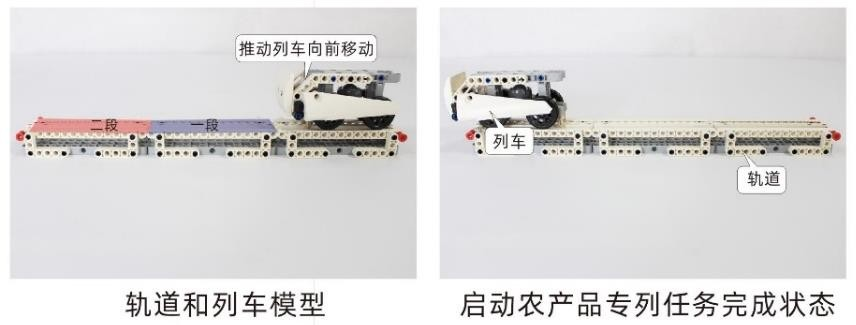 推动列车向前移动
二段
一段
列车
轨道
轨道和列车模型
启动农产品专列任务完成状态